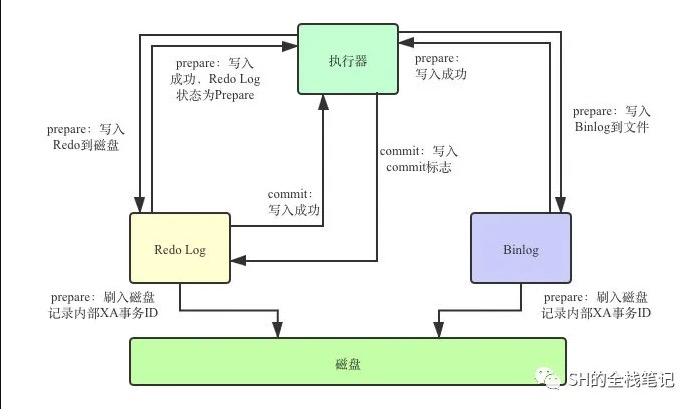 执行器
prepare：写入
成功，Redo Log
状态为Prepare
prepare：
写入成功
prepare：写入
Redo到磁盘
prepare：写入
Binlog到文件
commit：写入
commit标志
commit：
写入成功
Redo Log
Binlog
prepare：刷入磁盘
记录内部XA事务ID
prepare：刷入磁盘
记录内部XA事务ID
磁盘
SH的全栈笔记